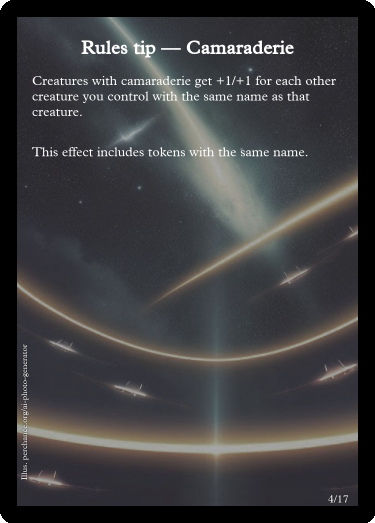 Rules tip — Camaraderie
Creatures with camaraderie get +1/+1 for each other
creature you control with the same name as that
creature.
This effect includes tokens with the same name.
Illus. perchance.org/ai-photo-generator
4/17